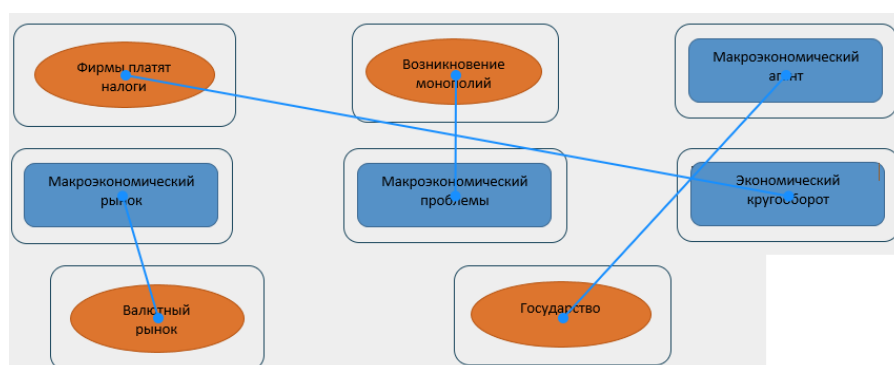 Фирмы платят
налоги
Возникновение
монополий
Макроэкономический
агент
Макроэкономический
рынок
Макроэкономический
проблемы
Экономический
кругооборот
Валютный
рынок
Государство